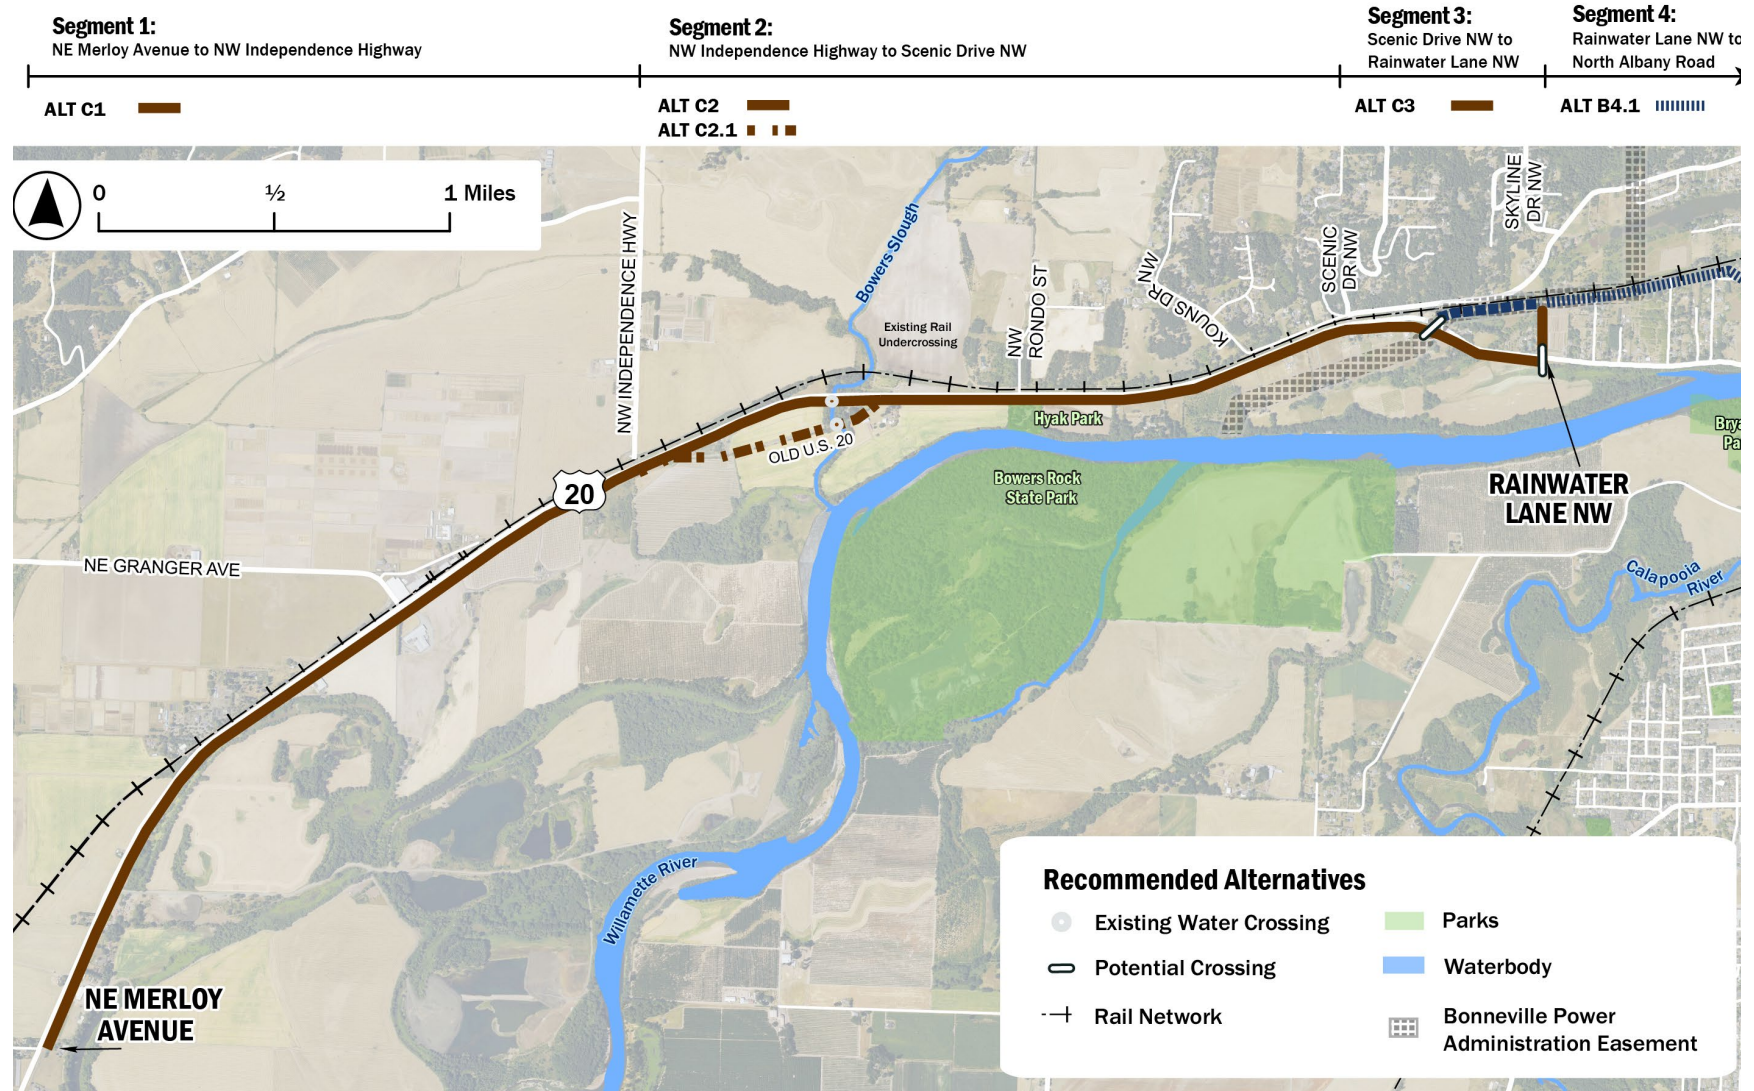 Segment 1:
NE Merloy Avenue to NW Independence Highway
Segment 2:
NW Independence Highway to Scenic Drive NW
Segment 3:
Scenic Drive NW to
Rainwater Lane NW
Segment 4:
Rainwater Lane NW to
North Albany Road
ALT C1
ALT C2
ALT C2.1
ALT C3
ALT B4.1
0 ½ 1 Miles
NW INDEPENDENCE HWY
Bowers Slough
Existing Rail
Undercrossing
NW
RONDO ST
KOUNS DR NW
SCENIC
DR NW
SKYLINE
DR NW
Hyak Park
OLD U.S. 20
20
Bowers Rock
State Park
RAINWATER
LANE NW
NE GRANGER AVE
Calapooia
River
Willamette River
NE MERLOY
AVENUE
Recommended Alternatives
Existing Water Crossing
Potential Crossing
Rail Network
Parks
Waterbody
Bonneville Power
Administration Easement